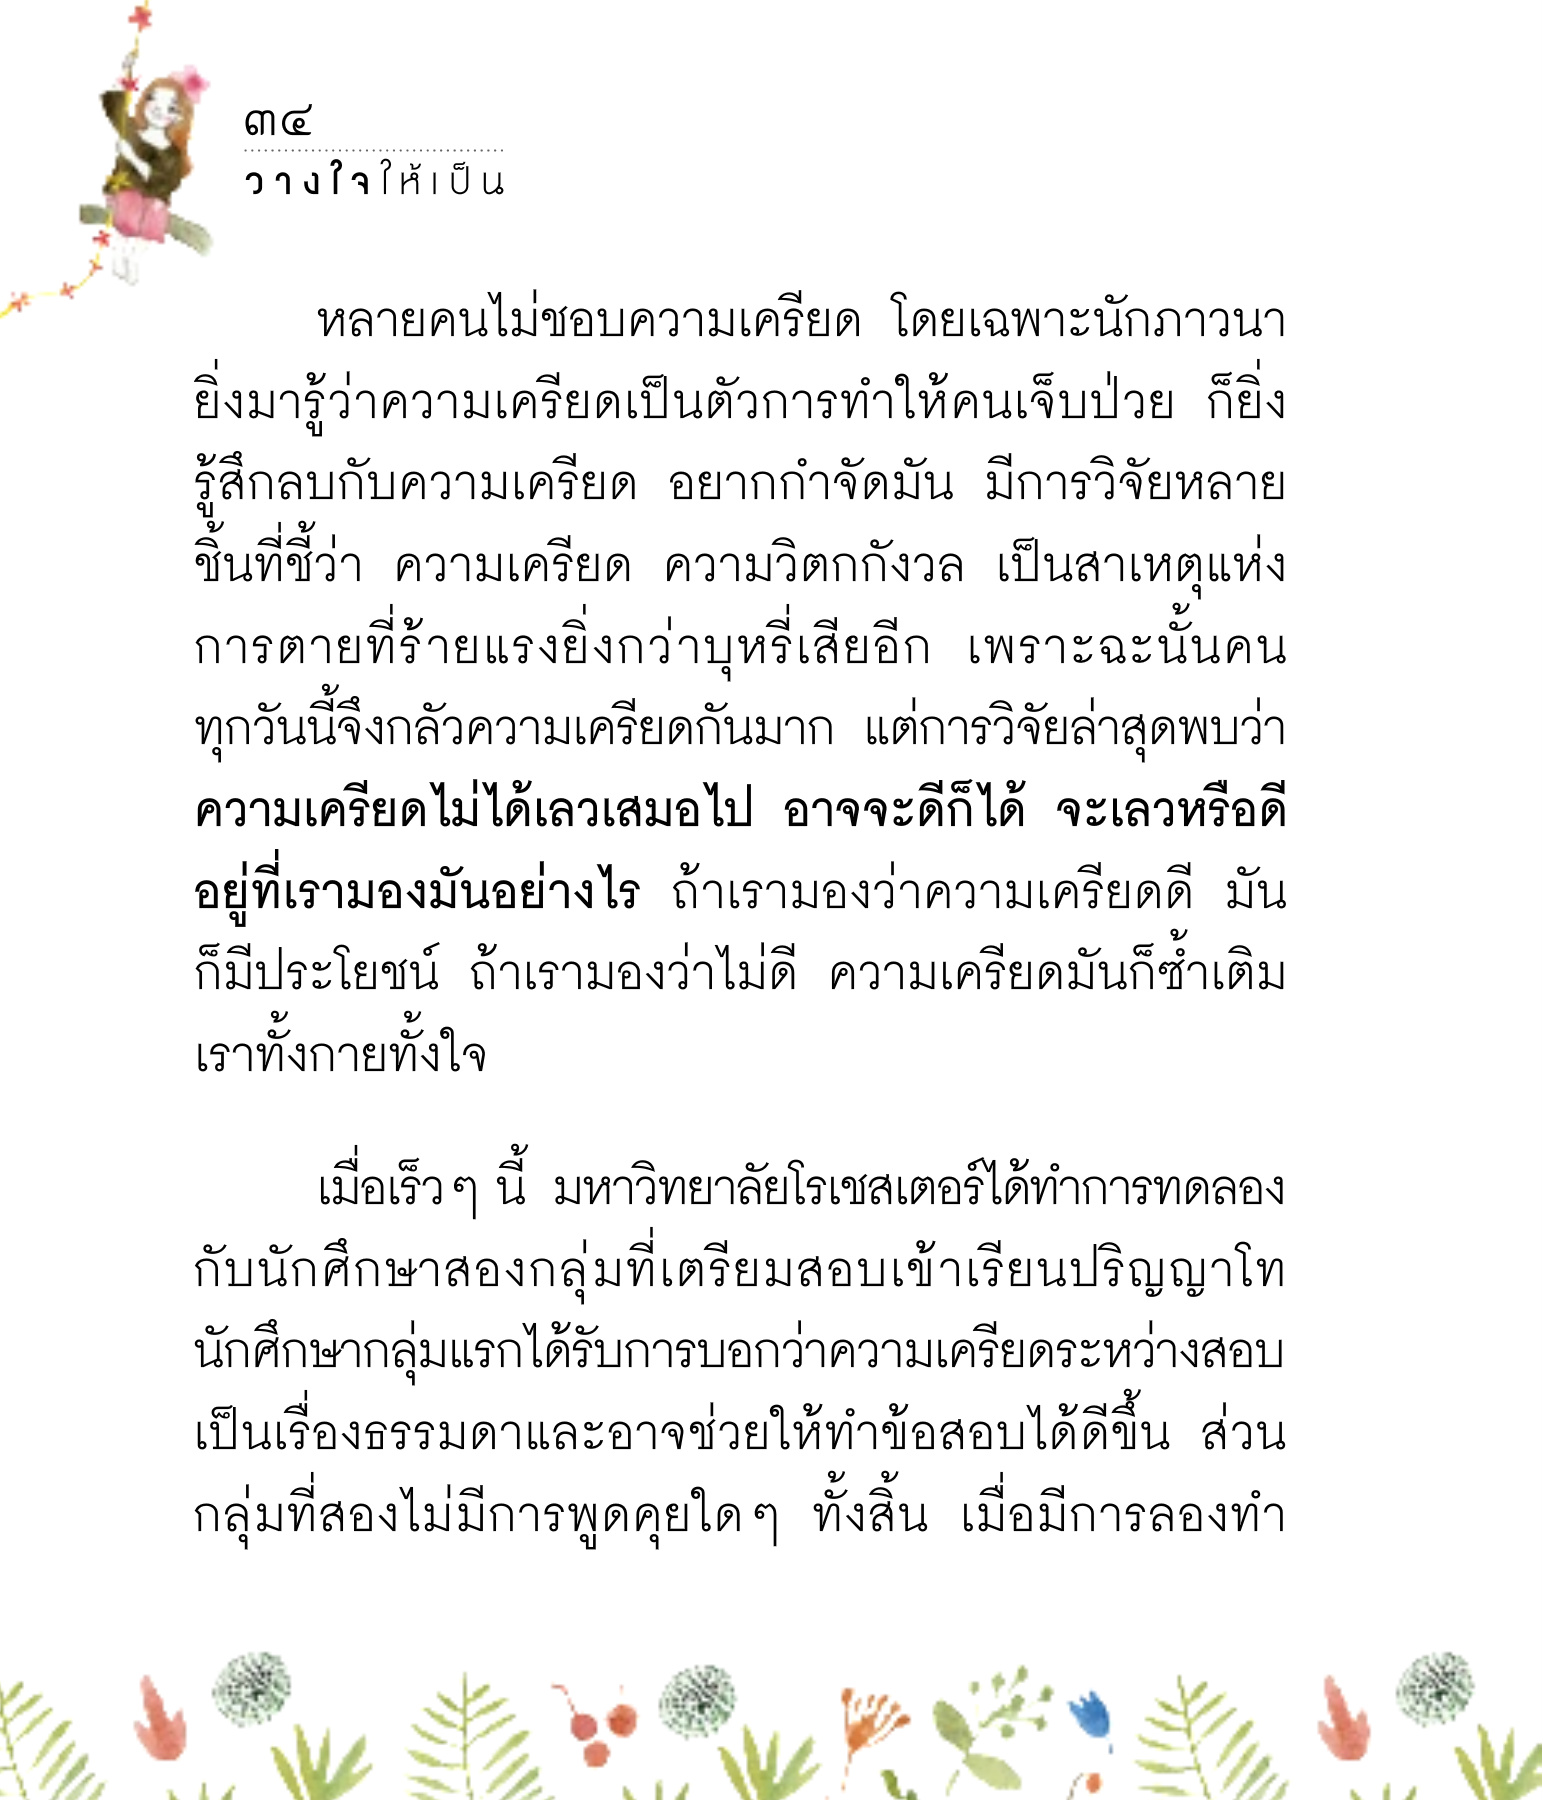 ๓๔
วางใจให้เป็น
หลายคนไม่ชอบความเครียด โดยเฉพาะนักภาวนา
ยิ่งมารู้ว่าความเครียดเป็นตัวการทำให้คนเจ็บป่วย ก็ยิ่ง
รู้สึกลบกับความเครียด อยากกำจัดมัน มีการวิจัยหลาย
ชิ้นที่ชี้ว่า ความเครียด ความวิตกกังวล เป็นสาเหตุแห่ง
การตายที่ร้ายแรงยิ่งกว่าบุหรี่เสียอีก เพราะฉะนั้นคน
ทุกวันนี้จึงกลัวความเครียดกันมาก แต่การวิจัยล่าสุดพบว่า
ความเครียดไม่ได้เลวเสมอไป อาจจะดีก็ได้ จะเลวหรือดี
อยู่ที่เรามองมันอย่างไร ถ้าเรามองว่าความเครียดดี มัน
ก็มีประโยชน์ ถ้าเรามองว่าไม่ดี ความเครียดมันก็ซ้ำเติม
เราทั้งกายทั้งใจ
เมื่อเร็วๆ นี้ มหาวิทยาลัยโรเชสเตอร์ได้ทำการทดลอง
กับนักศึกษาสองกลุ่มที่เตรียมสอบเข้าเรียนปริญญาโท
นักศึกษากลุ่มแรกได้รับการบอกว่าความเครียดระหว่างสอบ
เป็นเรื่องธรรมดาและอาจช่วยให้ทำข้อสอบได้ดีขึ้น ส่วน
กลุ่มที่สองไม่มีการพูดคุยใดๆ ทั้งสิ้น เมื่อมีการลองทำ